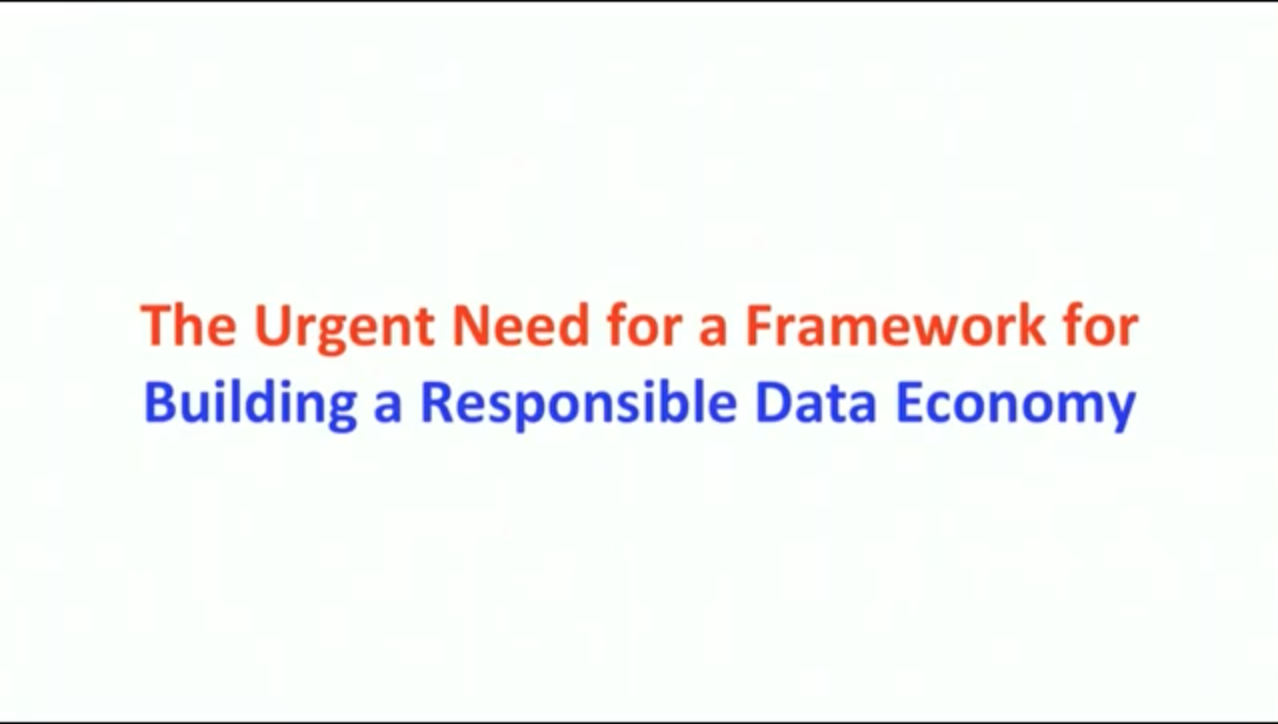 The Urgent Need for a Framework for
Building a Responsible Data Economy